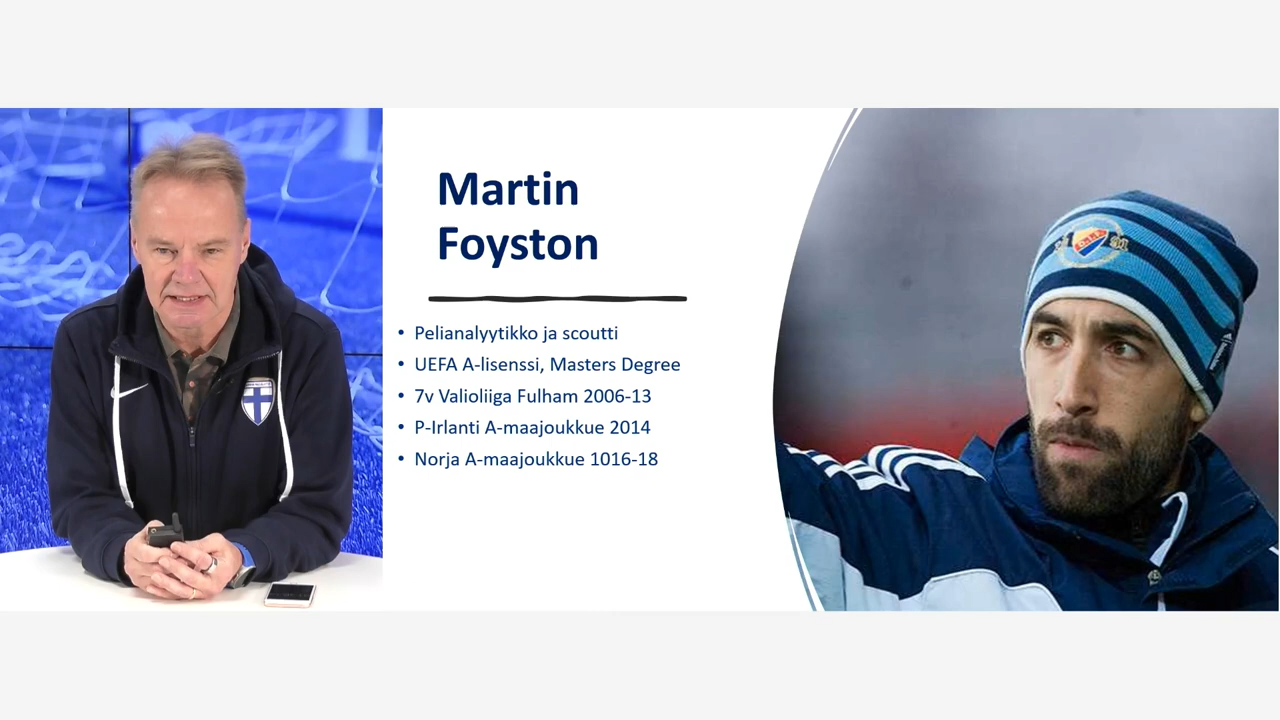 Martin
Foyston
• Pelianalyytikko ja scoutti
• UEFA A-lisenssi, Masters Degree
• 7v Valioliiga Fulham 2006-13
• P-Irlanti A-maajoukkue 2014
• Norja A-maajoukkue 1016-18